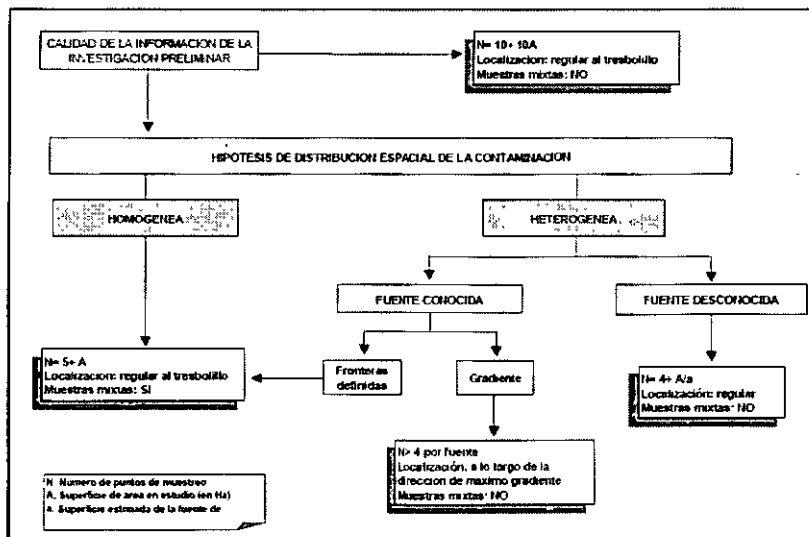 CALIDAD DE LA INFORMACION DE LA
INVESTIGACION PRELIMINAR
N= 10+ 10A
Localizacion: regular al tresbolillo
Muestras mixtas: NO
HIPOTESIS DE DISTRIBUCION ESPACIAL DE LA CONTAMINACION
HOMOGENEA
HETEROGENEA
FUENTE CONOCIDA
FUENTE DESCONOCIDA
N= 5+ A
Localizacion: regular al tresbolillo
Muestras mixtas: SI
Fronteras
definidas
Gradiente
N= 4+ A/a
Localización: regular
Muestras mixtas: NO
N> 4 por fuente
Localización, a lo largo de la
direccion de maximo gradiente
Muestras mixtas: NO
N. Numero de puntos de muestreo
A. Superficie de area en estudio (en Ha)
a. Superficie estimada de la fuente de